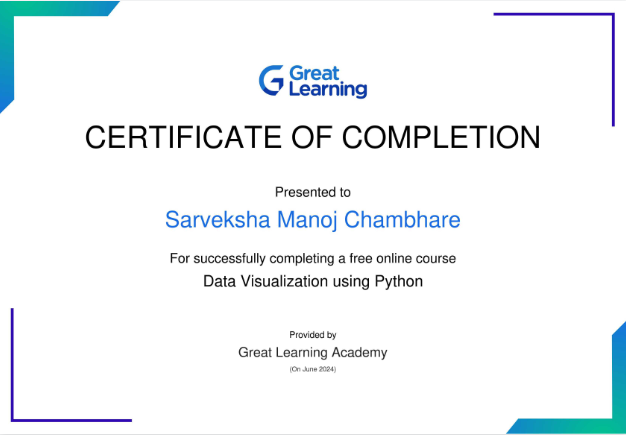 Great
Learning
CERTIFICATE OF COMPLETION
Presented to
Sarveksha Manoj Chambhare
For successfully completing a free online course
Data Visualization using Python
Provided by
Great Learning Academy
(On June 2024)